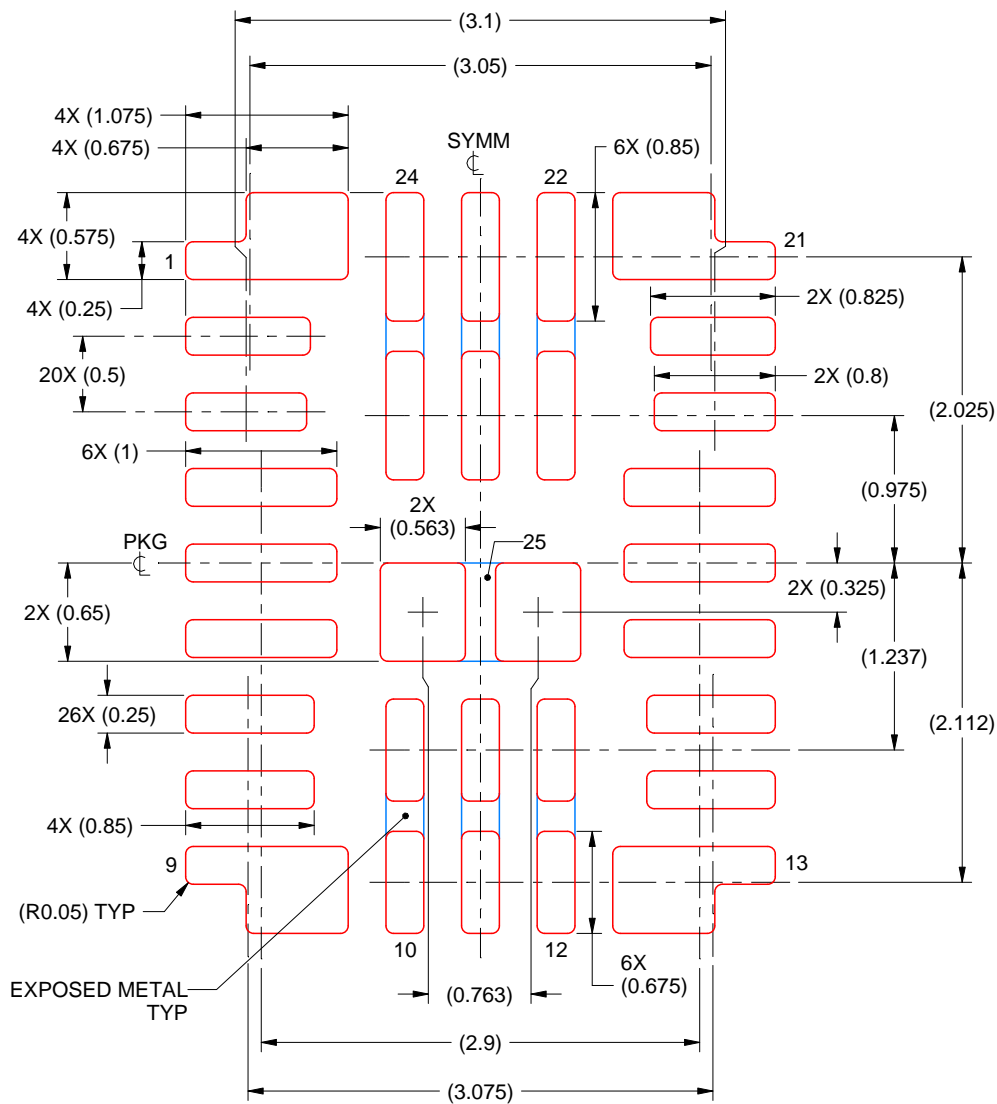 (3.1)
(3.05)
4X (1.075)
4X (0.675)
SYMM
6X (0.85)
24
22
4X (0.575)
1
21
4X (0.25)
2X (0.825)
20X (0.5)
2X (0.8)
(2.025)
6X (1)
(0.975)
2X
(0.563)
PKG
25
2X (0.325)
2X (0.65)
(1.237)
26X (0.25)
(2.112)
4X (0.85)
9
13
(R0.05) TYP
10
12
6X
(0.675)
EXPOSED METAL
TYP
(0.763)
(2.9)
(3.075)